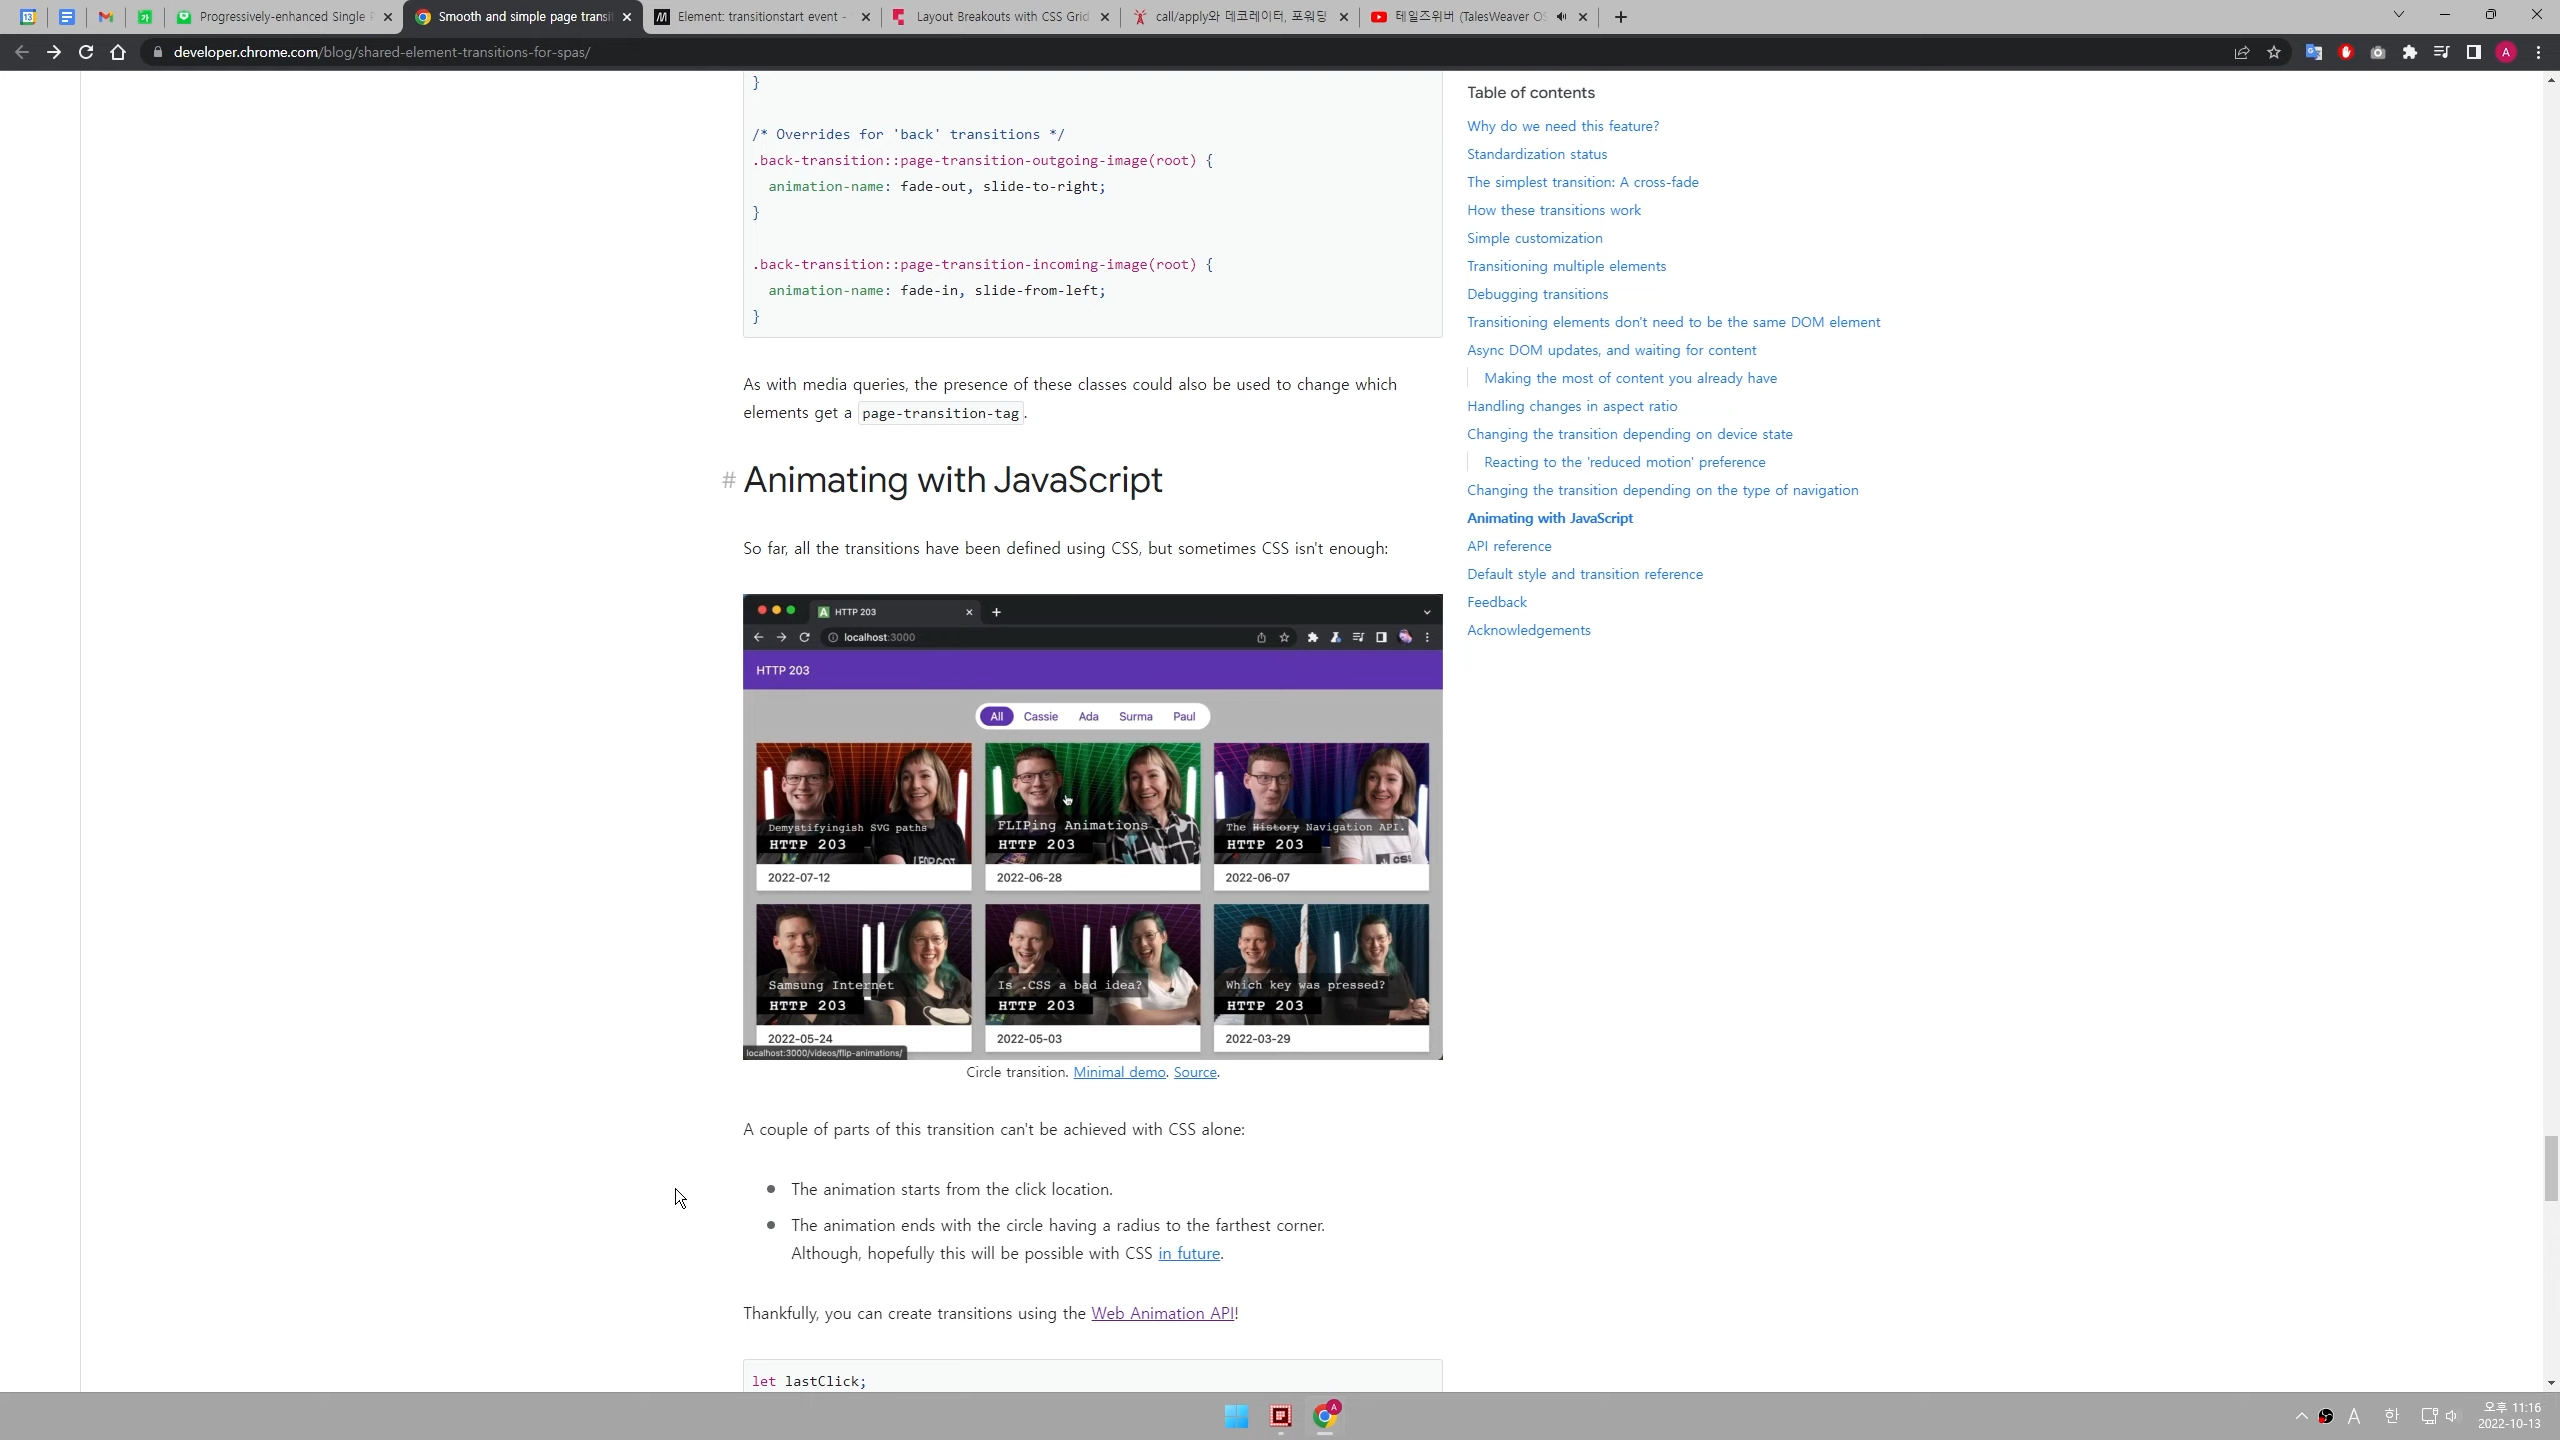 Progressively-enhanced Single
Smooth and simple page transi
Element: transitionstart event -
Layout Breakouts with CSS Grid
call/apply와 데코레이터, 포워딩
테일즈위버 (TalesWeaver OS
developer.chrome.com/blog/shared-element-transitions-for-spas/
A
}
/* Overrides for 'back' transitions */
.back-transition::page-transition-outgoing-image(root) {
animation-name: fade-out, slide-to-right;
}
.back-transition::page-transition-incoming-image(root) {
animation-name: fade-in, slide-from-left;
}
As with media queries, the presence of these classes could also be used to change which
elements get a page-transition-tag.
# Animating with JavaScript
So far, all the transitions have been defined using CSS, but sometimes CSS isn't enough:
HTTP 203
localhost:3000
HTTP 203
All Cassie Ada Surma Paul
Demystifyingish SVG paths
HTTP 203
2022-07-12
FLIPing Animations
HTTP 203
2022-06-28
The History Navigation API.
HTTP 203
2022-06-07
Samsung Internet
HTTP 203
2022-05-24
Is .CSS a bad idea?
HTTP 203
2022-05-03
Which key was pressed?
HTTP 203
2022-03-29
localhost:3000/videos/flip-animations/
Circle transition. Minimal demo. Source.
A couple of parts of this transition can't be achieved with CSS alone:
The animation starts from the click location.
The animation ends with the circle having a radius to the farthest corner.
Although, hopefully this will be possible with CSS in future.
Thankfully, you can create transitions using the Web Animation API!
let lastClick;
Table of contents
Why do we need this feature?
Standardization status
The simplest transition: A cross-fade
How these transitions work
Simple customization
Transitioning multiple elements
Debugging transitions
Transitioning elements don't need to be the same DOM element
Async DOM updates, and waiting for content
Making the most of content you already have
Handling changes in aspect ratio
Changing the transition depending on device state
Reacting to the 'reduced motion' preference
Changing the transition depending on the type of navigation
Animating with JavaScript
API reference
Default style and transition reference
Feedback
Acknowledgements
A 한
오후 11:16
2022-10-13